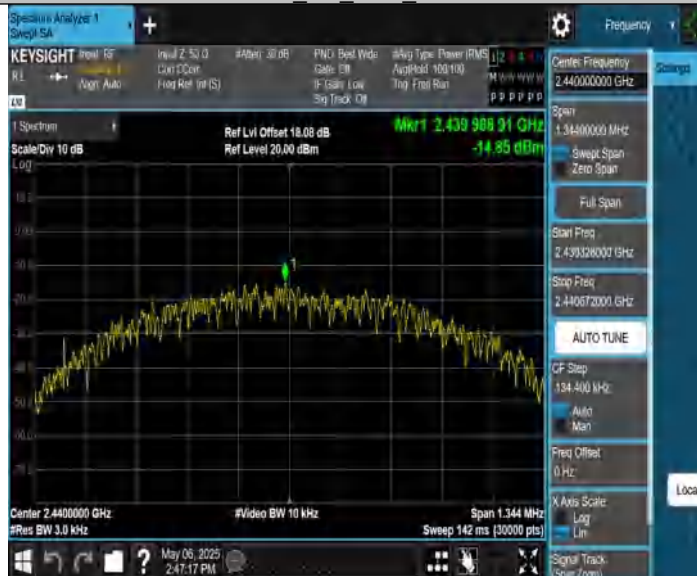 Spectrum Analyzer 1
Swept SA
+
Frequency
KEYSIGHT
Input: RF
Input Z: 50 Ω
#Atten: 30 dB
PNO: Best Wide
#Avg Type: Power (RMS
RL
Align: Auto
Corr CCorr
Freq Ref: Int (S)
Gate: Off
IF Gain: Low
Sig Track: Off
Avg|Hold: 100/100
Trig: Free Run
P P P P P P
1 Spectrum
Scale/Div 10 dB
Log
Ref Lvl Offset 18.08 dB
Ref Level 20.00 dBm
Mkr1 2.439 988 91 GHz
-14.85 dBm
1
Center 2.4400000 GHz
#Res BW 3.0 kHz
#Video BW 10 kHz
Span 1.344 MHz
Sweep 142 ms (30000 pts)
May 06, 2025
2:47:17 PM
?
Center Frequency
2.440000000 GHz
Settings
Span
1.34400000 MHz
Swept Span
Zero Span
Full Span
Start Freq
2.439328000 GHz
Stop Freq
2.440672000 GHz
AUTO TUNE
CF Step
134.400 kHz
Auto
Man
Freq Offset
0 Hz
X Axis Scale
Log
Lin
Signal Track
(Span Zoom)
Loca